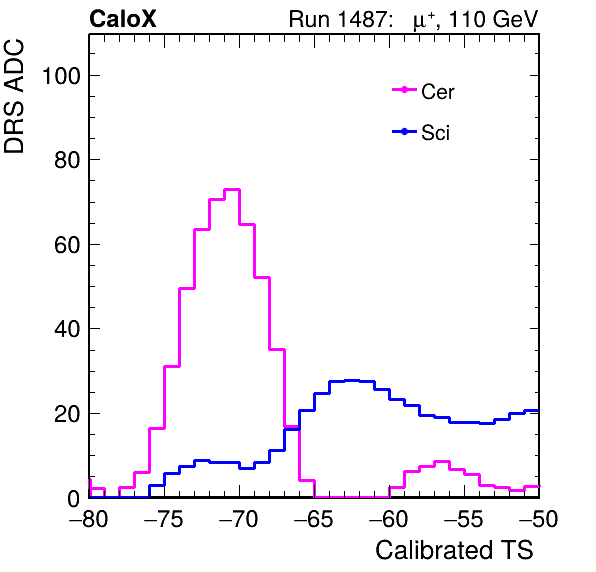 CaloX Run 1487: μ⁺, 110 GeV
DRS ADC
100
80
60
40
20
0
Cer
Sci
−80 −75 −70 −65 −60 −55 −50
Calibrated TS